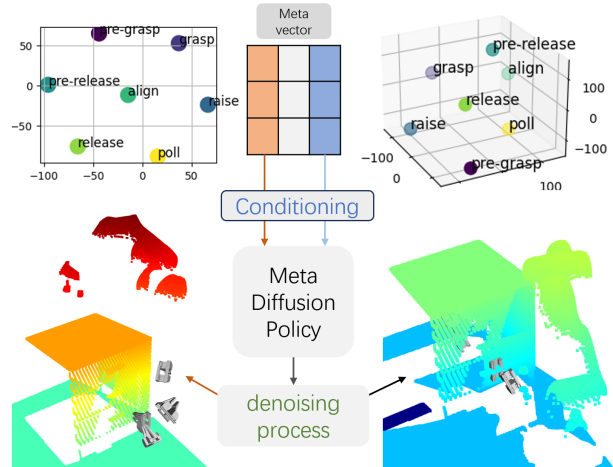 pre-grasp
grasp
pre-release
align
raise
release
poll
50
0
−50
−100
−50
0
50
Meta
vector
pre-release
grasp
align
release
raise
poll
pre-grasp
100
0
−100
−100
0
100
Conditioning
Meta
Diffusion
Policy
denoising
process